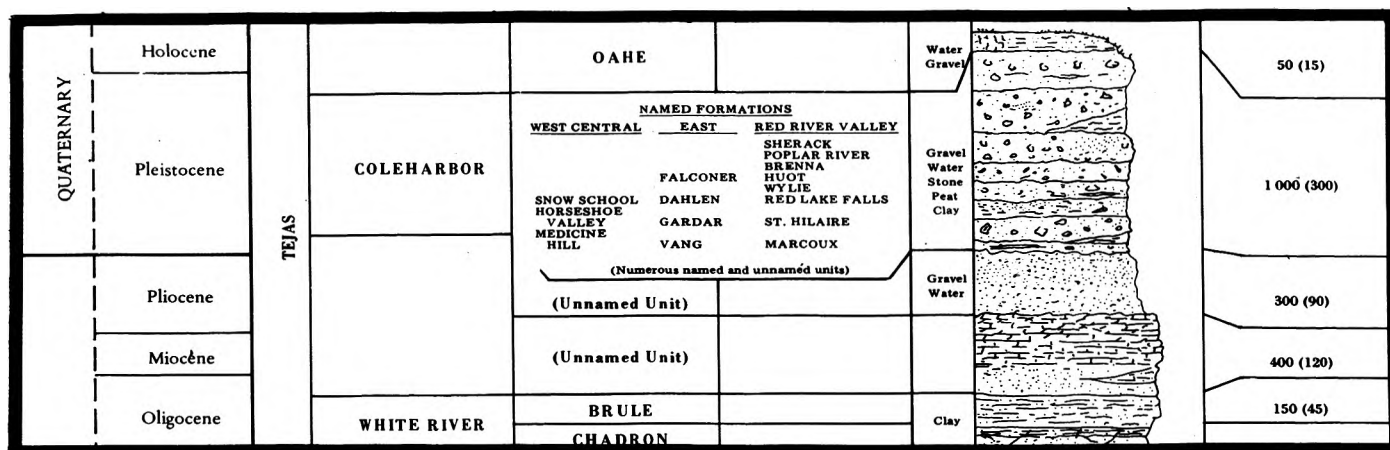 QUATERNARY
Holocene
Pleistocene
Pliocene
Miocene
Oligocene
TEJAS
COLEHARBOR
WHITE RIVER
OAHE
NAMED FORMATIONS
WEST CENTRAL EAST RED RIVER VALLEY
SHERACK
POPLAR RIVER
BRENNA
FALCONER HUOT
WYLIE
SNOW SCHOOL DAHLEN RED LAKE FALLS
HORSESHOE
VALLEY GARDAR ST. HILAIRE
MEDICINE
HILL VANG MARCOUX
(Numerous named and unnamed units)
(Unnamed Unit)
(Unnamed Unit)
BRULE
CHADRON
Water
Gravel
Gravel
Water
Stone
Peat
Clay
Gravel
Water
Clay
50 (15)
1 000 (300)
300 (90)
400 (120)
150 (45)